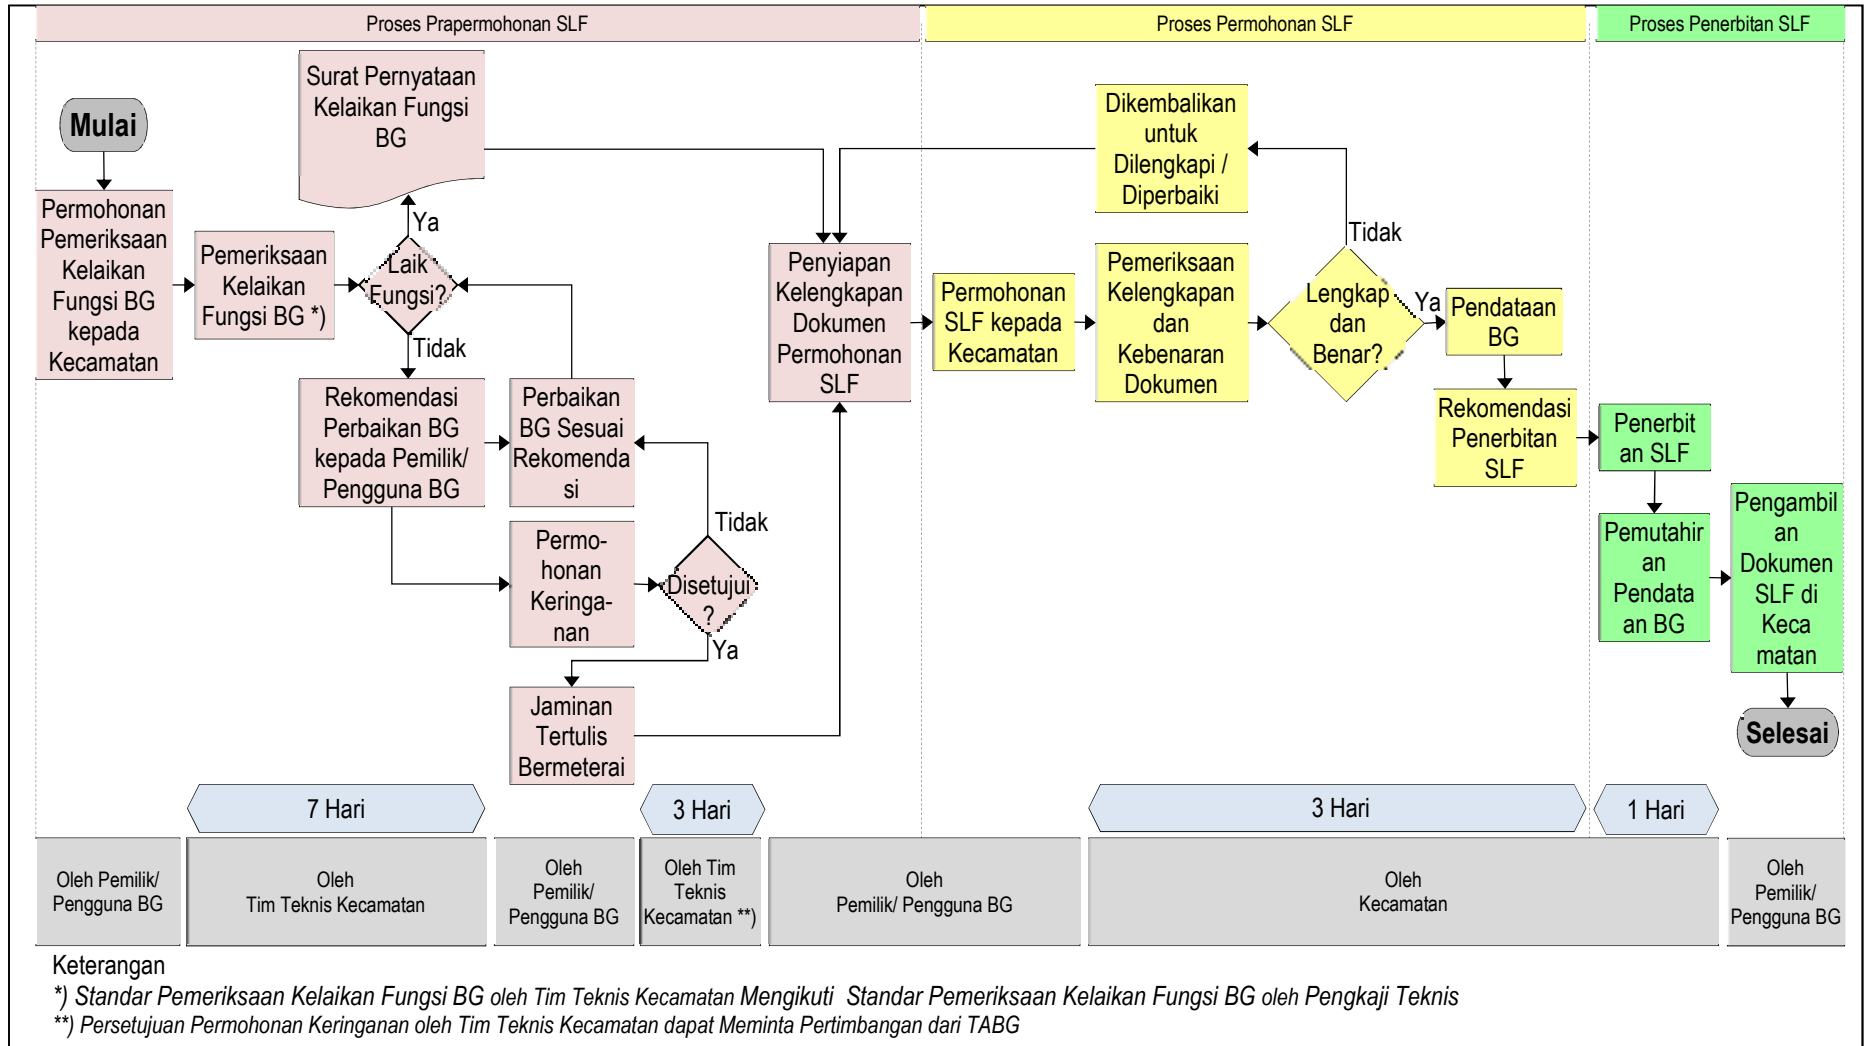 Proses Prapermohonan SLF
Proses Permohonan SLF
Proses Penerbitan SLF
Mulai
Permohonan
Pemeriksaan
Kelaikan
Fungsi BG
kepada
Kecamatan
Pemeriksaan
Kelaikan
Fungsi BG *)
Surat Pernyataan
Kelaikan Fungsi
BG
Ya
Laik
Fungsi?
Tidak
Rekomendasi
Perbaikan BG
kepada Pemilik/
Pengguna BG
Perbaikan
BG Sesuai
Rekomenda
si
Permo-
honan
Keringa-
nan
Tidak
Disetujui
?
Ya
Jaminan
Tertulis
Bermeterai
Penyiapan
Kelengkapan
Dokumen
Permohonan
SLF
Permohonan
SLF kepada
Kecamatan
Dikembalikan
untuk
Dilengkapi /
Diperbaiki
Pemeriksaan
Kelengkapan
dan
Kebenaran
Dokumen
Tidak
Lengkap
dan
Benar?
Ya
Pendataan
BG
Rekomendasi
Penerbitan
SLF
Penerbit
an SLF
Pemutahir
an
Pendata
an BG
Pengambil
an
Dokumen
SLF di
Keca
matan
Selesai
7 Hari
3 Hari
3 Hari
1 Hari
Oleh Pemilik/
Pengguna BG
Oleh
Tim Teknis Kecamatan
Oleh
Pemilik/
Pengguna BG
Oleh Tim
Teknis
Kecamatan **)
Oleh
Pemilik/ Pengguna BG
Oleh
Kecamatan
Oleh
Pemilik/
Pengguna BG
Keterangan
*) Standar Pemeriksaan Kelaikan Fungsi BG oleh Tim Teknis Kecamatan Mengikuti Standar Pemeriksaan Kelaikan Fungsi BG oleh Pengkaji Teknis
**) Persetujuan Permohonan Keringanan oleh Tim Teknis Kecamatan dapat Meminta Pertimbangan dari TABG